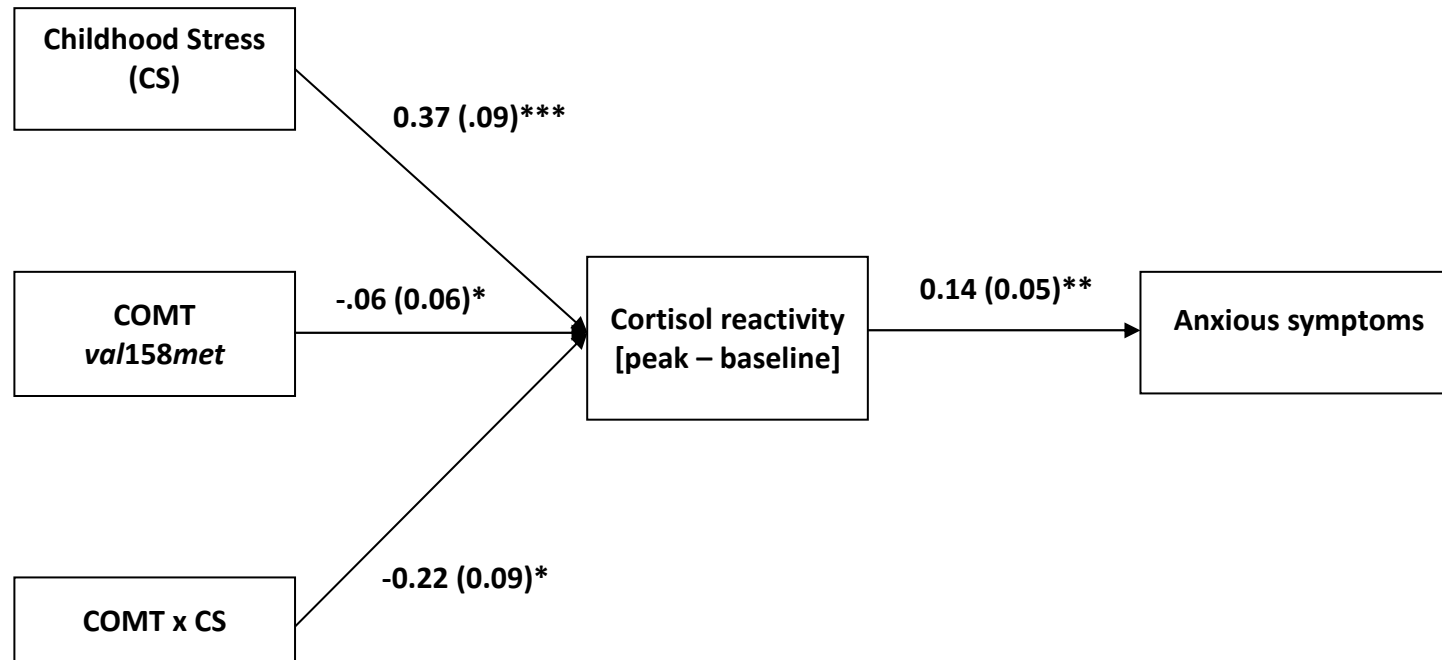 Childhood Stress
(CS)
0.37 (.09)***
COMT
val158met
-.06 (0.06)*
Cortisol reactivity
[peak – baseline]
0.14 (0.05)**
Anxious symptoms
-0.22 (0.09)*
COMT x CS